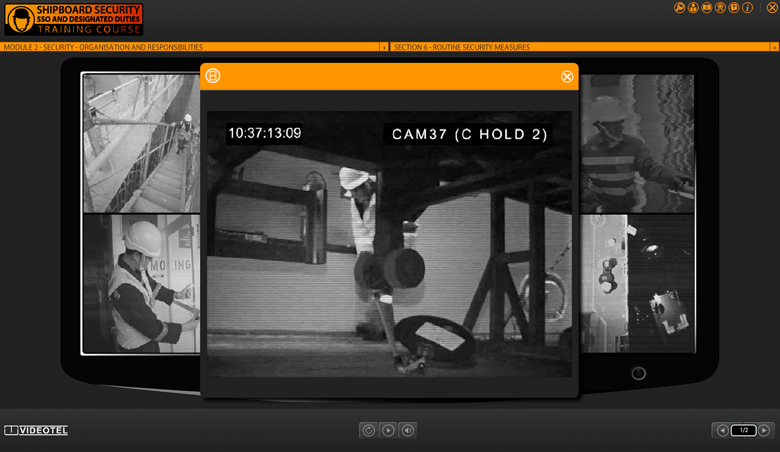 SHIPBOARD SECURITY
SSO AND DESIGNATED DUTIES
TRAINING COURSE
MODULE 2 - SECURITY - ORGANISATION AND RESPONSIBILITIES +
SECTION 6 - ROUTINE SECURITY MEASURES +
10:37:13:09
CAM37 (C HOLD 2)
VIDEOTEL
1/2